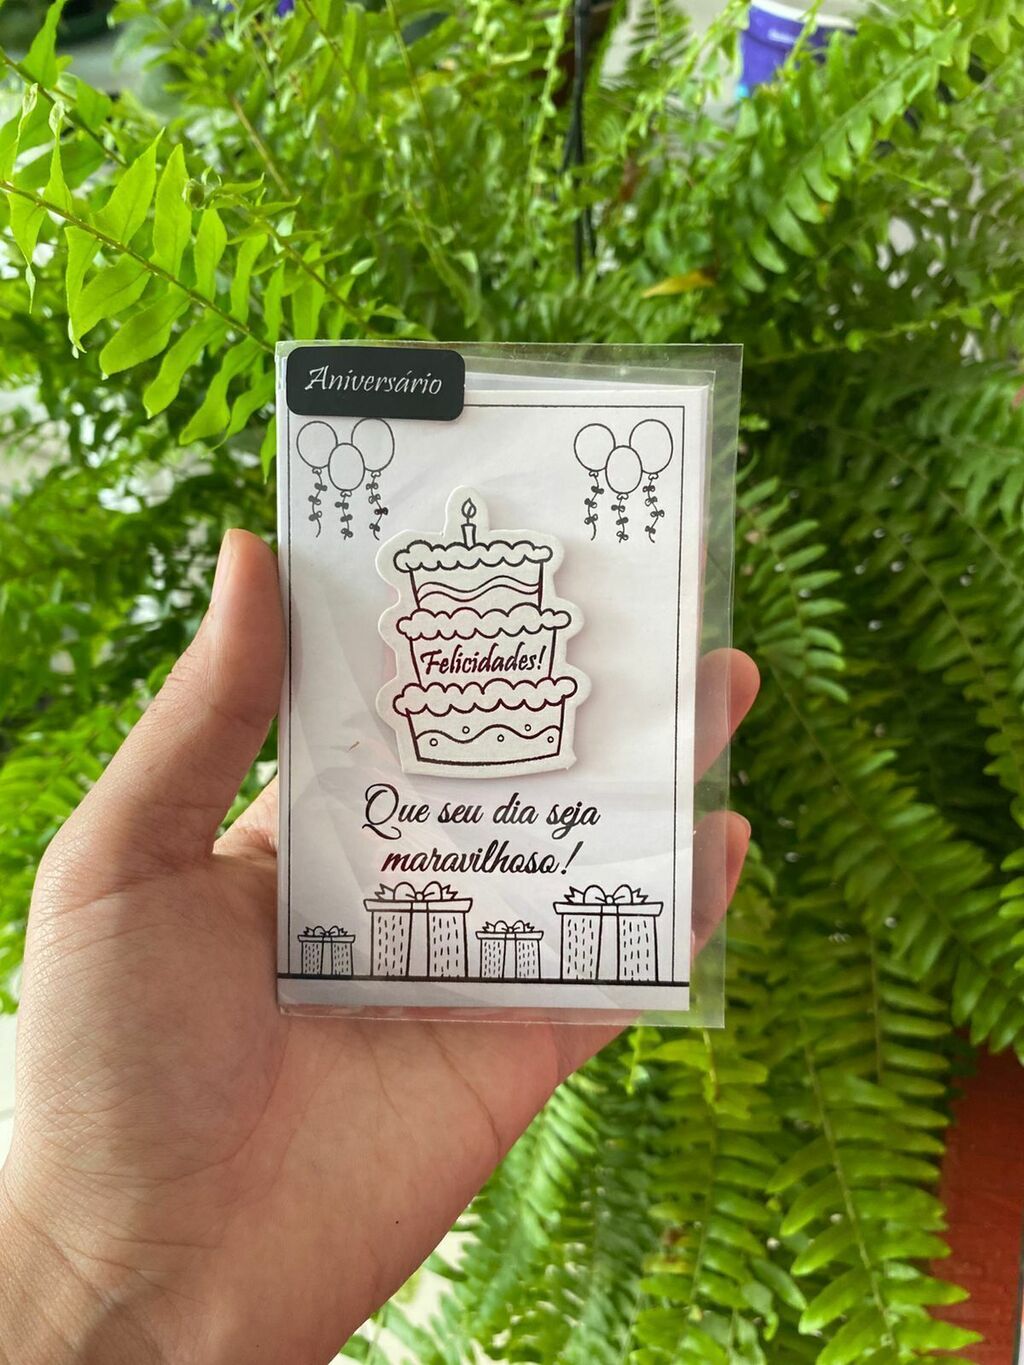 Aniversário
Felicidades!
Que seu dia seja
maravilhoso!